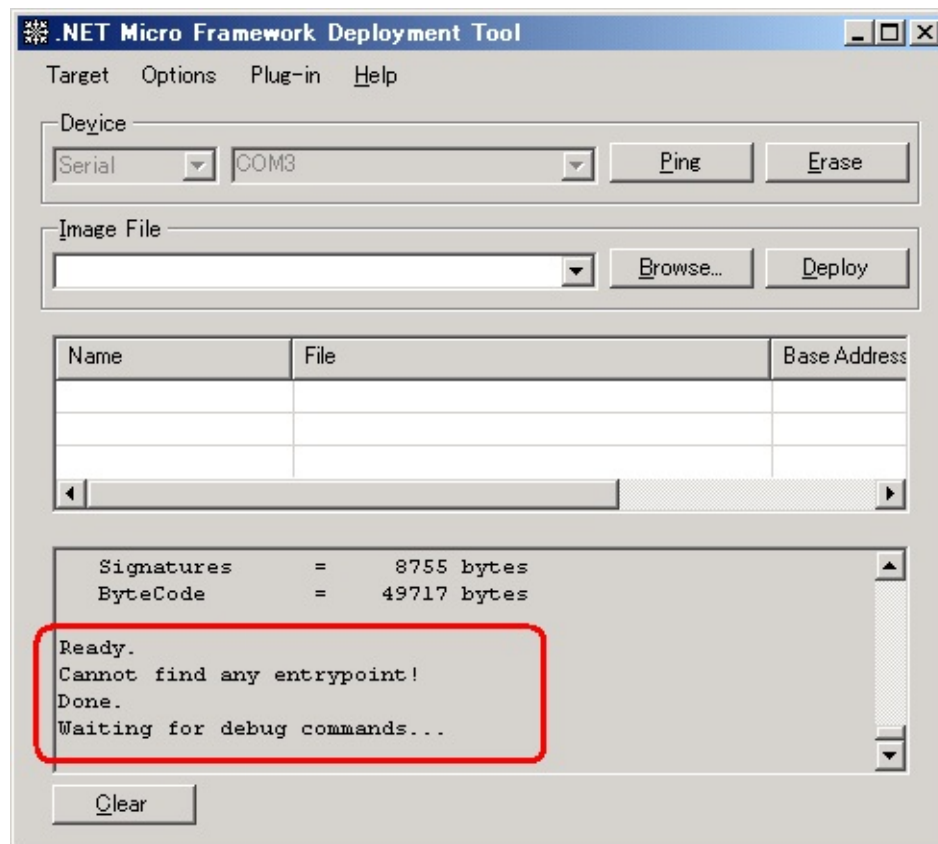 .NET Micro Framework Deployment Tool
Target Options Plug-in Help
Device
Serial COM3 Ping Erase
Image File
Browse... Deploy
Name File Base Address
Signatures = 8755 bytes
ByteCode = 49717 bytes
Ready.
Cannot find any entrypoint!
Done.
Waiting for debug commands...
Clear